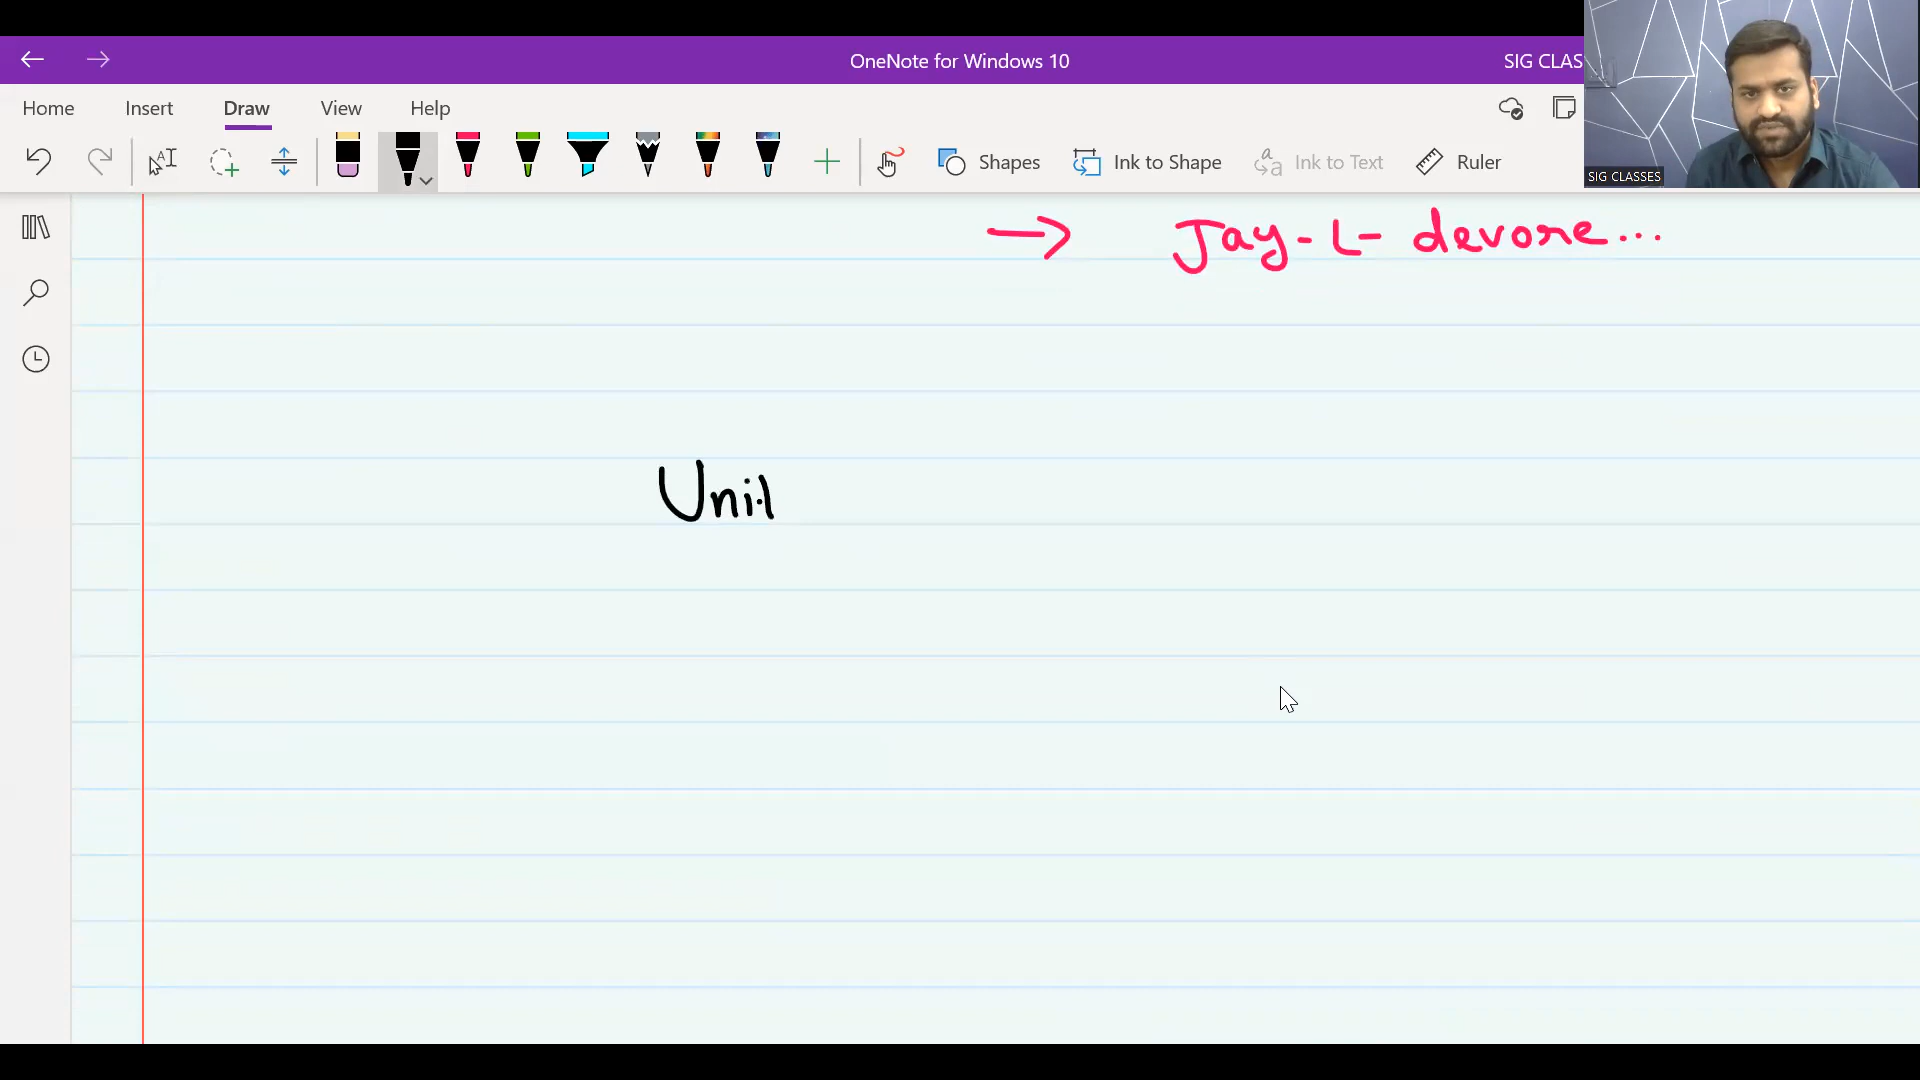 OneNote for Windows 10
SIG CLAS
Home Insert Draw View Help
Shapes Ink to Shape Ink to Text Ruler
SIG CLASSES
→ Jay-L- devore...
Uni